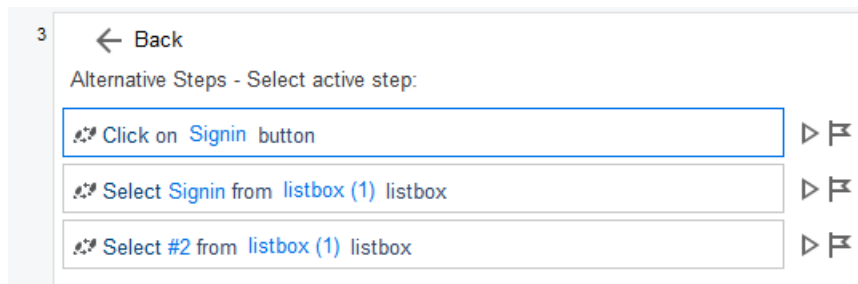 3
Back
Alternative Steps - Select active step:
Click on Signin button
Select Signin from listbox (1) listbox
Select #2 from listbox (1) listbox